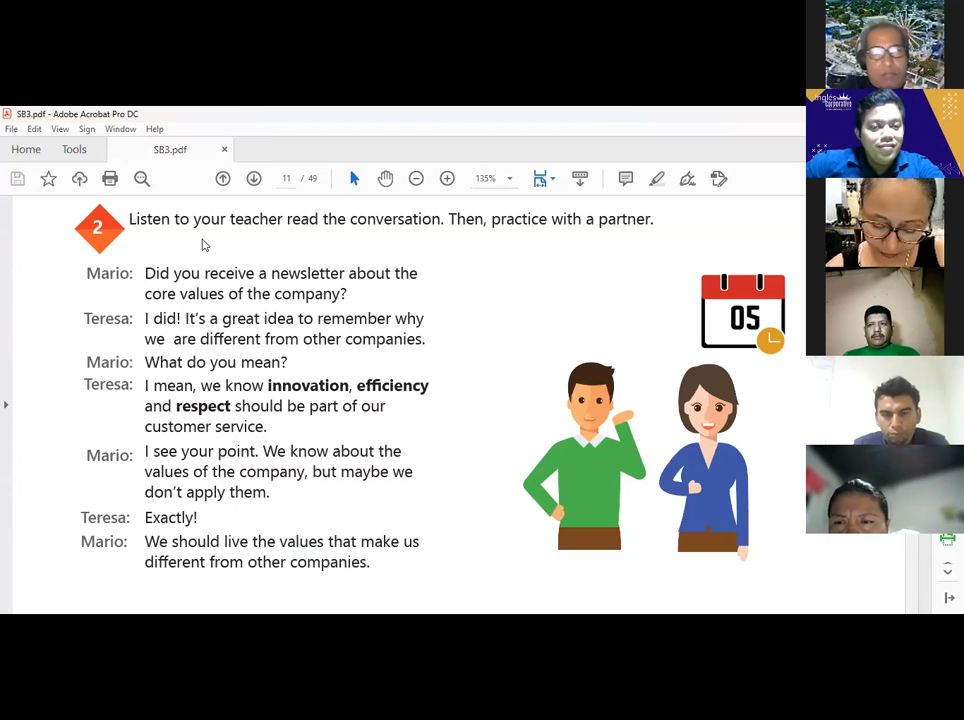 SB3.pdf - Adobe Acrobat Pro DC
File Edit View Sign Window Help
Home Tools SB3.pdf ×
11 / 49 135%
2 Listen to your teacher read the conversation. Then, practice with a partner.
Mario: Did you receive a newsletter about the
core values of the company?
Teresa: I did! It's a great idea to remember why
we are different from other companies.
Mario: What do you mean?
Teresa: I mean, we know innovation, efficiency
and respect should be part of our
customer service.
Mario: I see your point. We know about the
values of the company, but maybe we
don't apply them.
Teresa: Exactly!
Mario: We should live the values that make us
different from other companies.
05
Inglés
corporativo